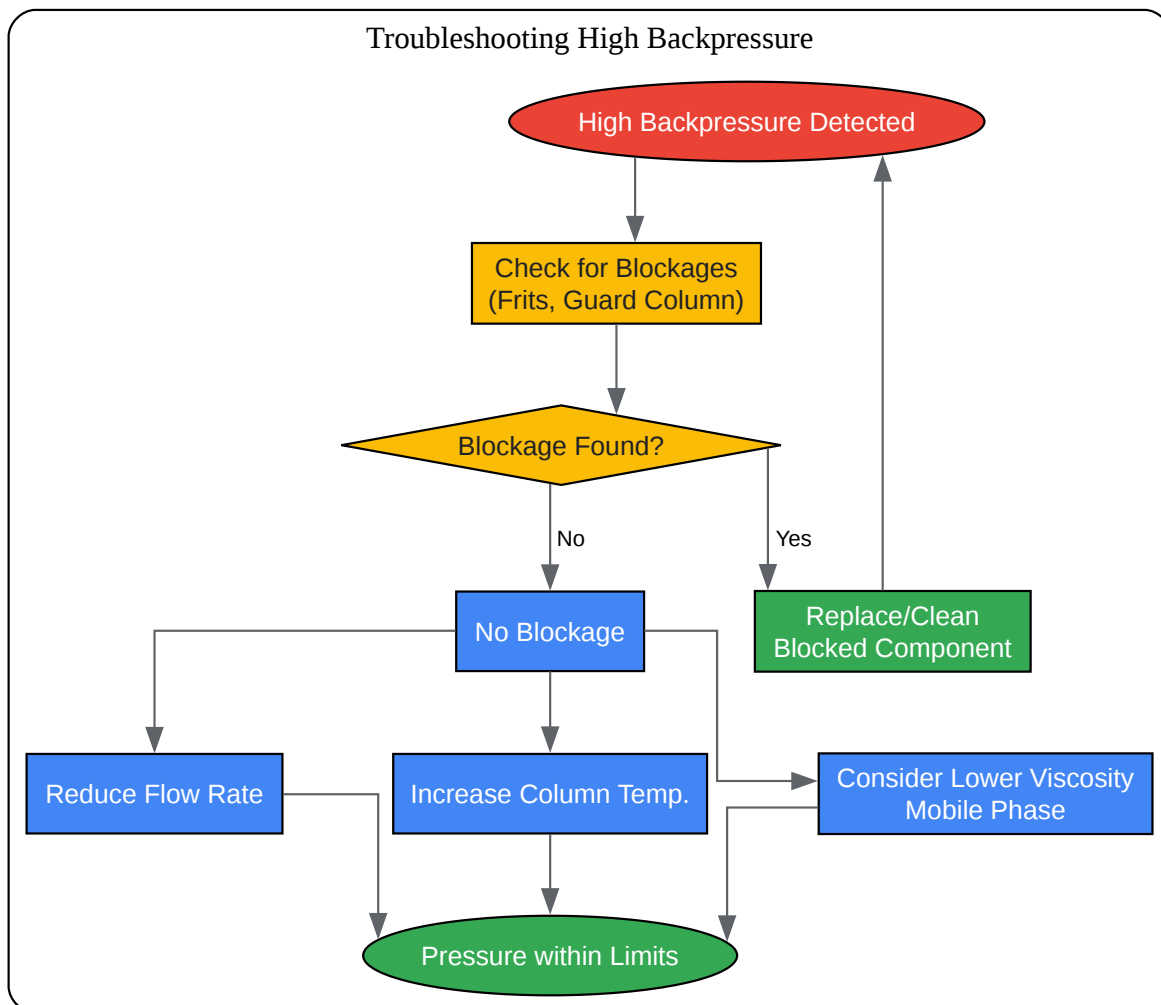 Troubleshooting High Backpressure
High Backpressure Detected
Check for Blockages
(Frits, Guard Column)
Blockage Found?
No
Yes
No Blockage
Replace/Clean
Blocked Component
Reduce Flow Rate
Increase Column Temp.
Consider Lower Viscosity
Mobile Phase
Pressure within Limits